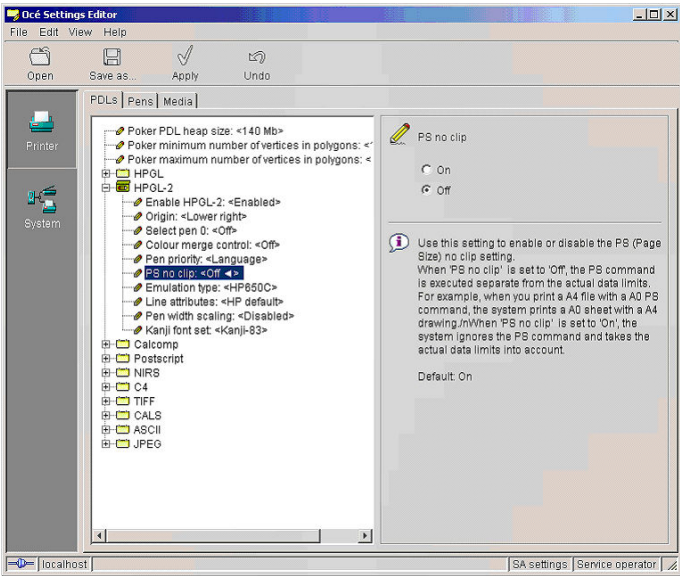 Océ Settings Editor
File Edit View Help
Open Save as... Apply Undo
Printer
System
PDLs Pens Media
Poker PDL heap size: <140 Mb>
Poker minimum number of vertices in polygons: <
Poker maximum number of vertices in polygons: <
HPGL
HPGL-2
Enable HPGL-2: <Enabled>
Origin: <Lower right>
Select pen 0: <Off>
Colour merge control: <Off>
Pen priority: <Language>
PS no clip: <Off ◄>
Emulation type: <HP650C>
Line attributes: <HP default>
Pen width scaling: <Disabled>
Kanji font set: <Kanji-83>
Calcomp
Postscript
NIRS
C4
TIFF
CALS
ASCII
JPEG
PS no clip
On
Off
Use this setting to enable or disable the PS (Page
Size) no clip setting.
When 'PS no clip' is set to 'Off', the PS command
is executed separate from the actual data limits.
For example, when you print a A4 file with a A0 PS
command, the system prints a A0 sheet with a A4
drawing./nWhen 'PS no clip' is set to 'On', the
system ignores the PS command and takes the
actual data limits into account.
Default: On
localhost
SA settings Service operator